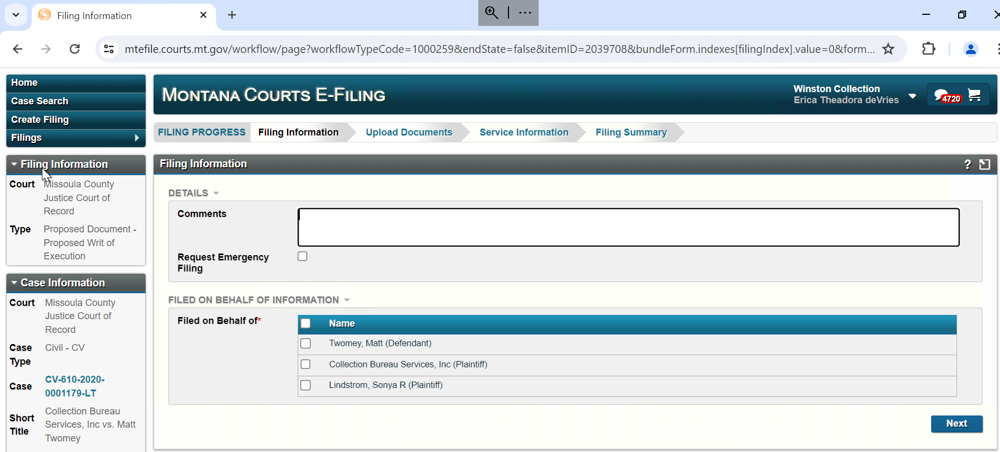 Filing Information
mtefile.courts.mt.gov/workflow/page?workflowTypeCode=1000259&endState=false&itemID=2039708&bundleForm.indexes[filingIndex].value=0&form...
Home
Case Search
Create Filing
Filings
MONTANA COURTS E-FILING
Winston Collection
Erica Theadora deVries
4720
FILING PROGRESS Filing Information Upload Documents Service Information Filing Summary
Filing Information
Court Missoula County
Justice Court of
Record
Type Proposed Document -
Proposed Writ of
Execution
Case Information
Court Missoula County
Justice Court of
Record
Case Civil - CV
Type
Case CV-610-2020-
0001179-LT
Short Collection Bureau
Title Services, Inc vs. Matt
Twomey
Filing Information ?
DETAILS
Comments
Request Emergency
Filing
FILED ON BEHALF OF INFORMATION
Filed on Behalf of*
Name
Twomey, Matt (Defendant)
Collection Bureau Services, Inc (Plaintiff)
Lindstrom, Sonya R (Plaintiff)
Next